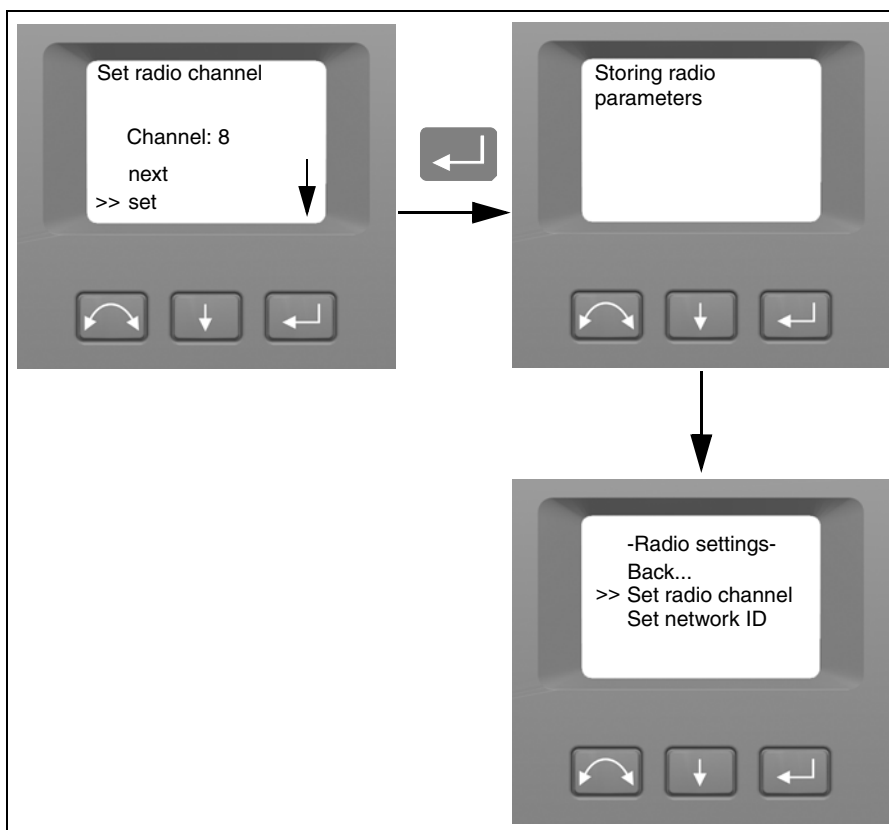 Set radio channel
Channel: 8
next
>> set
Storing radio
parameters
-Radio settings-
Back...
>> Set radio channel
Set network ID